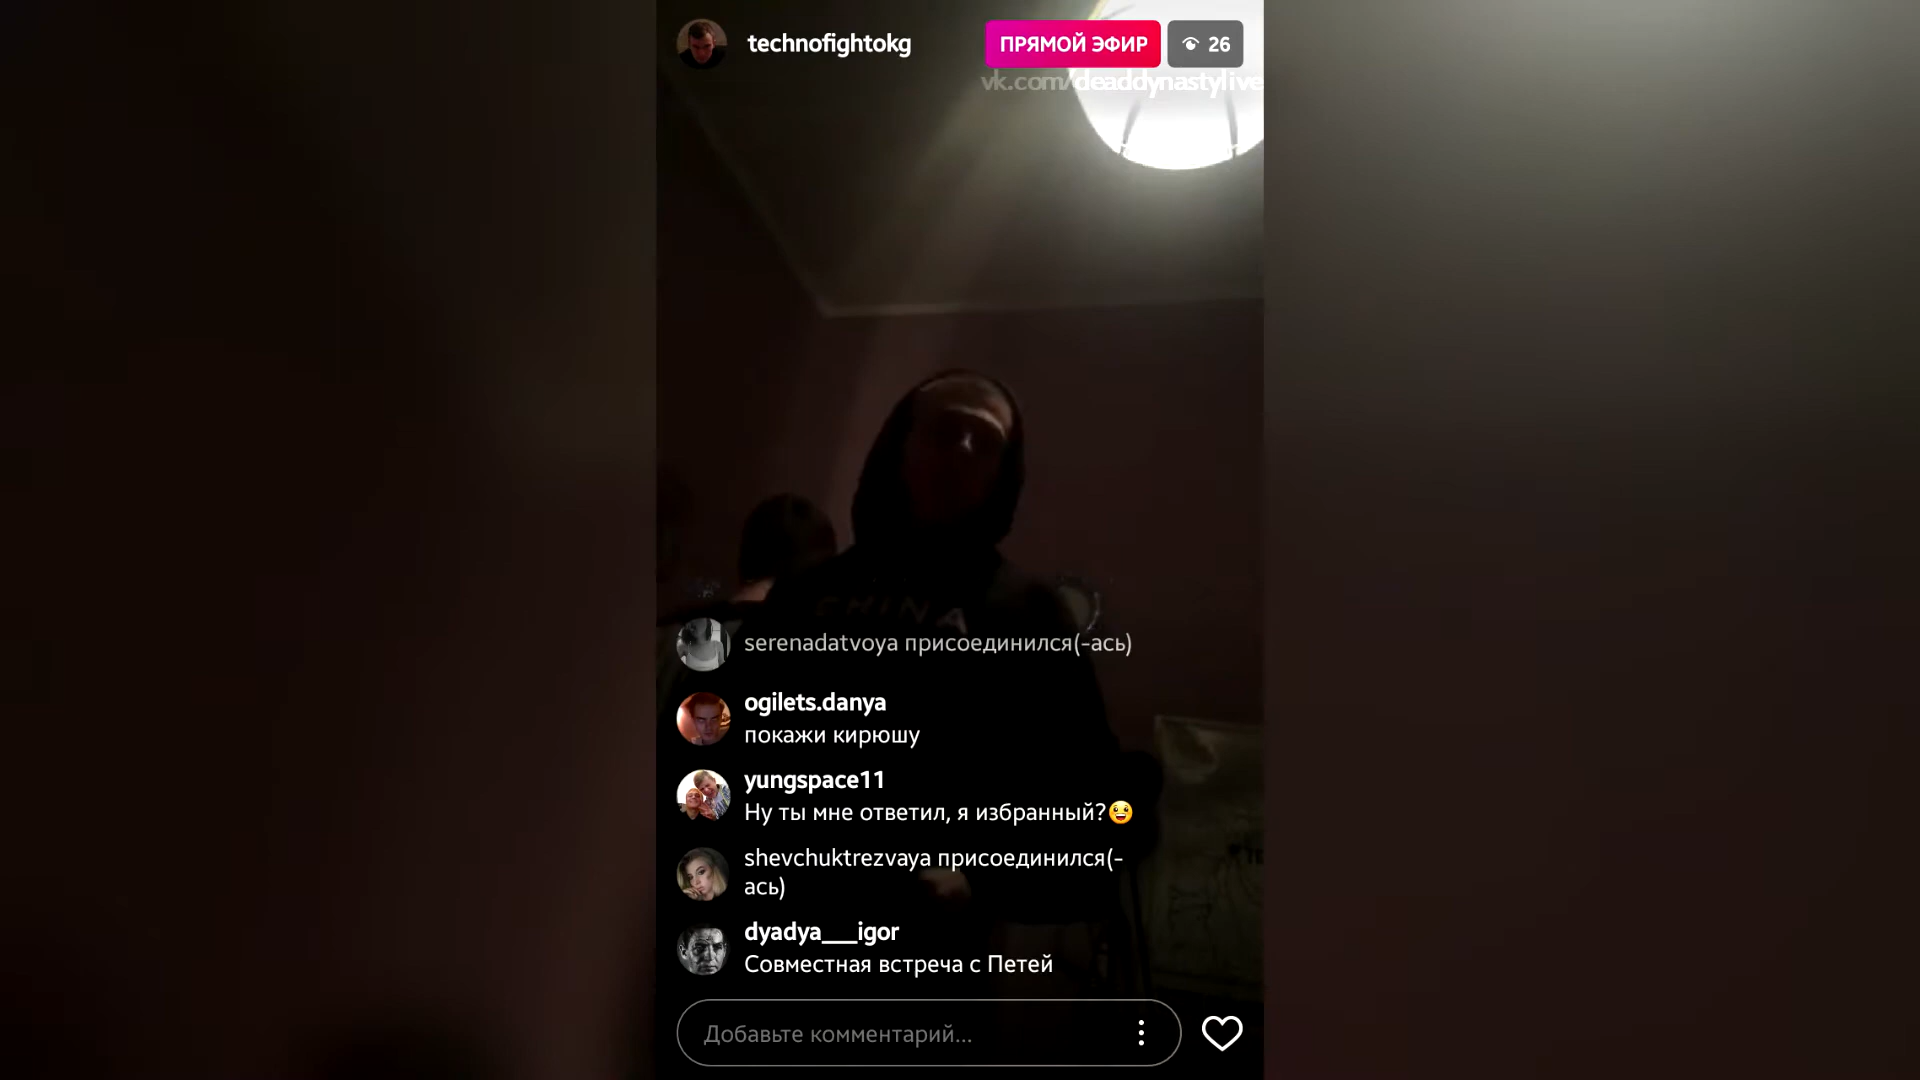 technofightokg
ПРЯМОЙ ЭФИР
26
vk.com/deaddynastylive
CHINA
serenadatvoya присоединился(-ась)
ogilets.danya
покажи кирюшу
yungspace11
Ну ты мне ответил, я избранный?😀
shevchuktrezvaya присоединился(-
ась)
dyadya___igor
Совместная встреча с Петей
Добавьте комментарий...